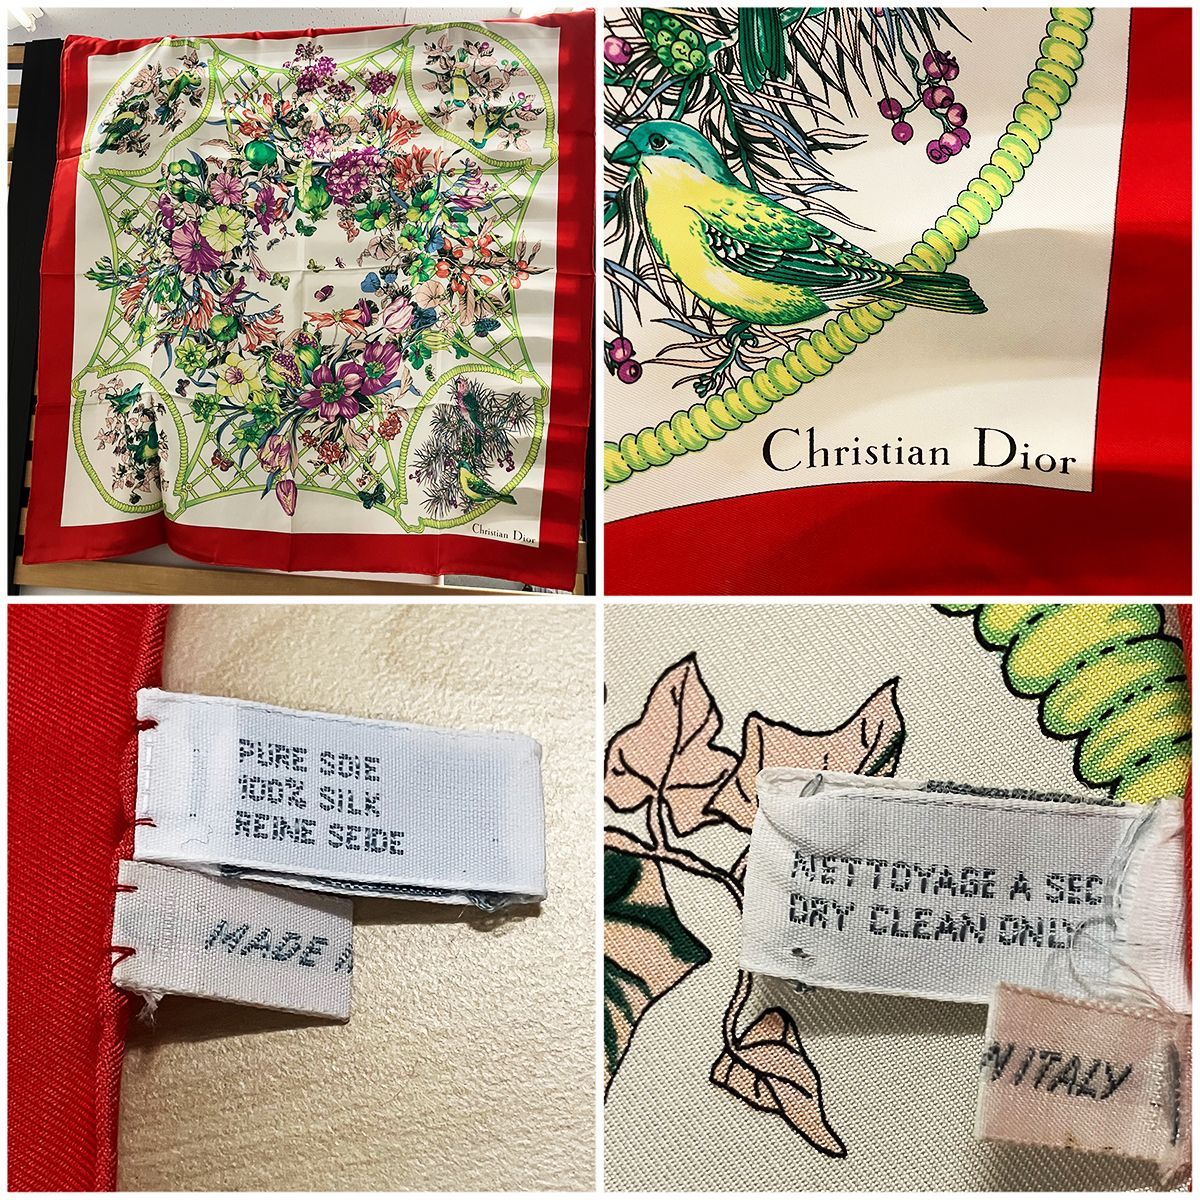 Christian Dior
Christian Dior
PURE SOIE
100% SILK
REINE SEIDE
MADE
NETTOYAGE A SEC
DRY CLEAN ONLY
N ITALY